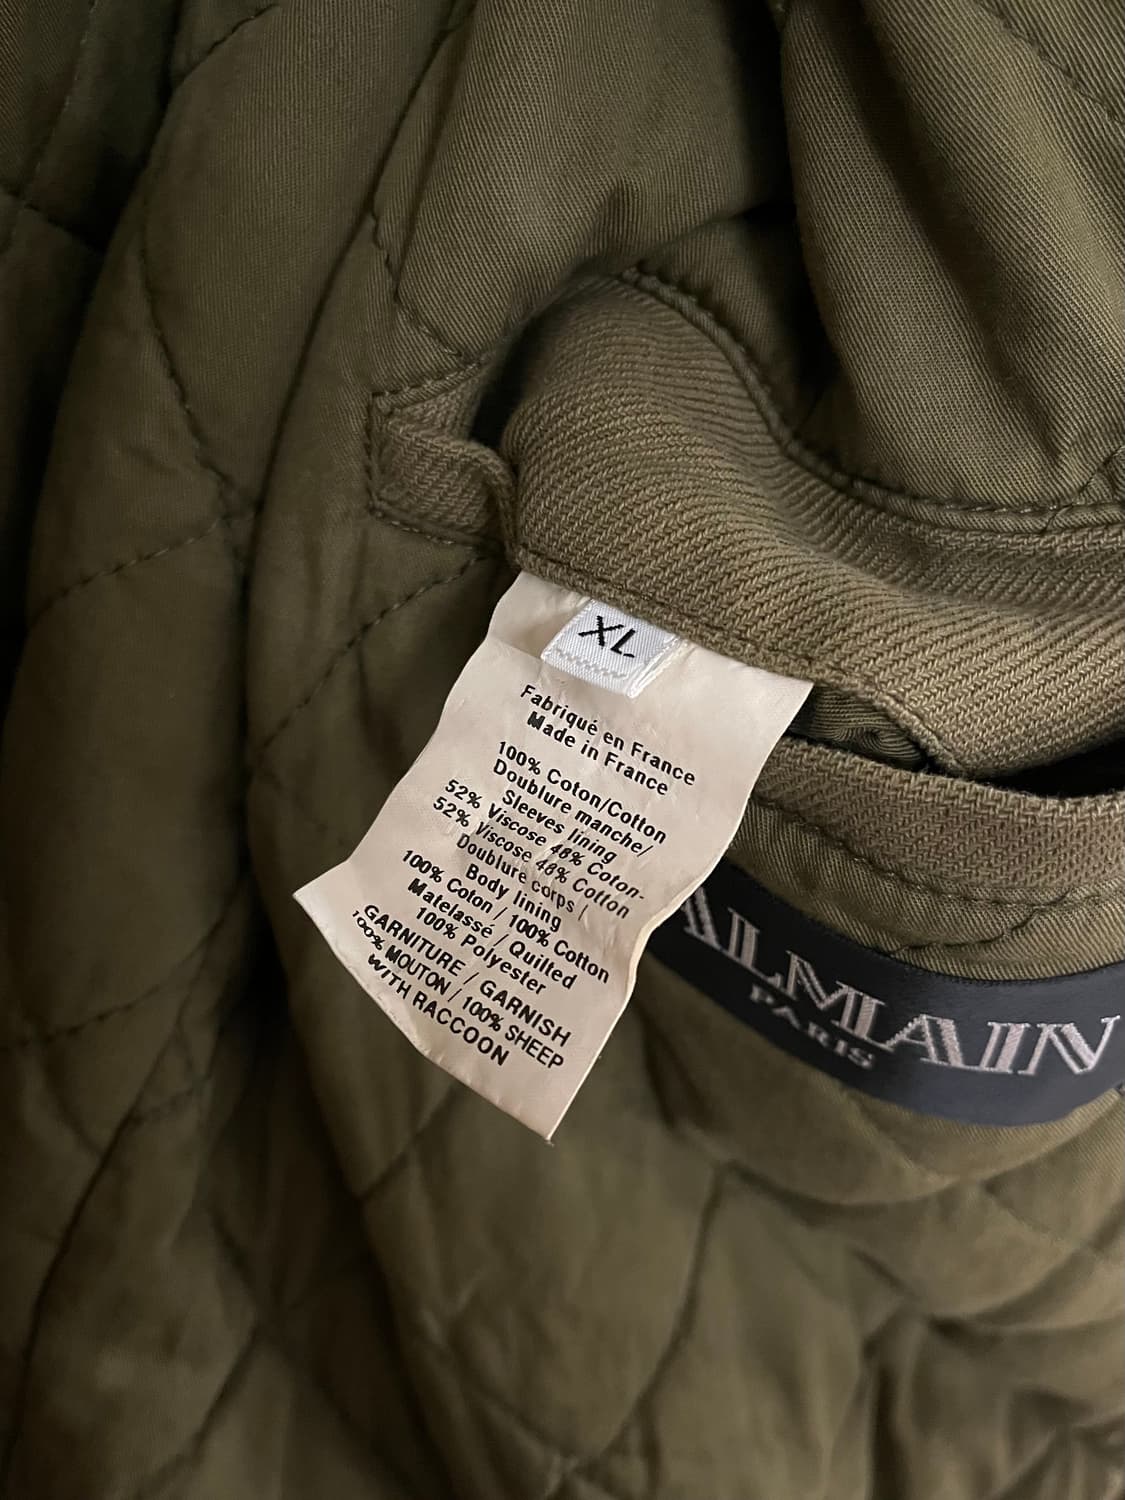 XL
Fabriqué en France
Made in France
100% Coton/Cotton
Doublure manche/
Sleeves lining
52% Viscose 48% Coton-
52% Viscose 48% Cotton
Doublure corps /
Body lining
100% Coton / 100% Cotton
Matelassé / Quilted
100% Polyester
GARNITURE / GARNISH
100% MOUTON / 100% SHEEP
WITH RACCOON
ALMAIN
PARIS